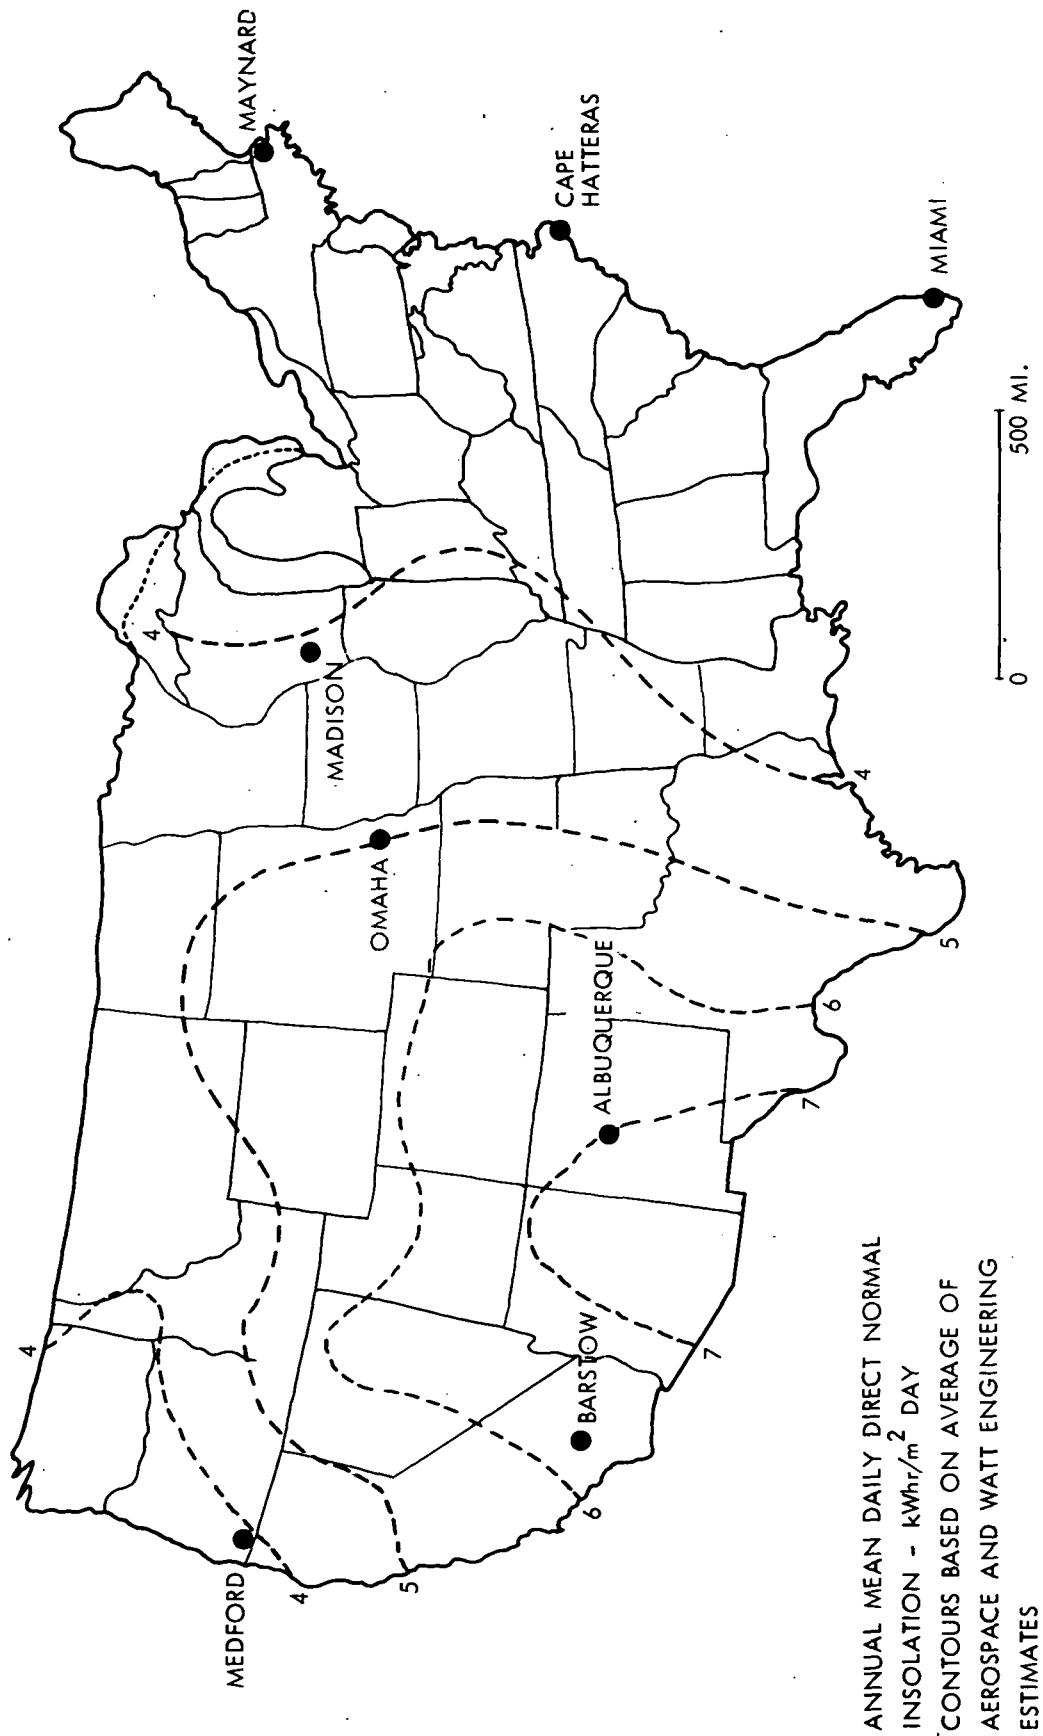 MAYNARD
CAPE
HATTERAS
MIAMI
500 MI.
0
4
MADISON
4
OMAHA
5
6
ALBUQUERQUE
7
4
BARSTOW
7
6
5
4
MEDFORD
ANNUAL MEAN DAILY DIRECT NORMAL
INSOLATION - kWhr/m² DAY
CONTOURS BASED ON AVERAGE OF
AEROSPACE AND WATT ENGINEERING
ESTIMATES